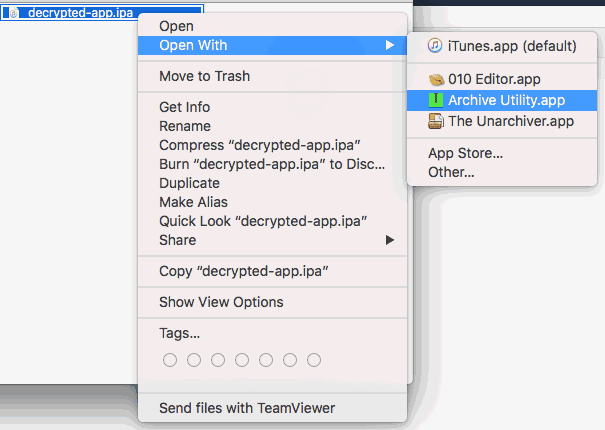 decrypted-app.ipa
Open
Open With
Move to Trash
Get Info
Rename
Compress “decrypted-app.ipa”
Burn “decrypted-app.ipa” to Disc...
Duplicate
Make Alias
Quick Look “decrypted-app.ipa”
Share
Copy “decrypted-app.ipa”
Show View Options
Tags...
Send files with TeamViewer
iTunes.app (default)
010 Editor.app
Archive Utility.app
The Unarchiver.app
App Store...
Other...